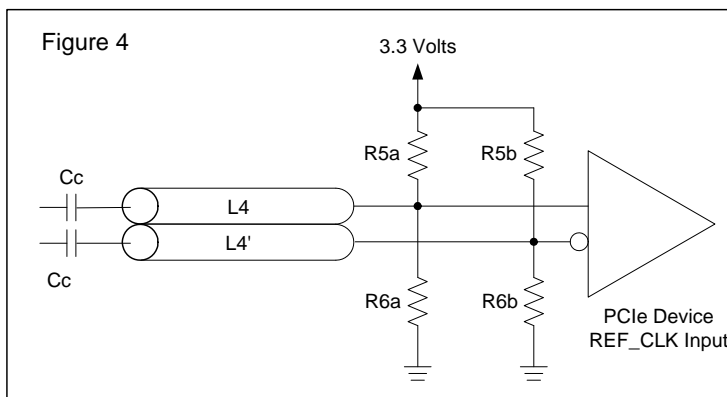 Figure 4
3.3 Volts
R5a
R5b
Cc
L4
L4'
Cc
R6a
R6b
PCIe Device
REF_CLK Input